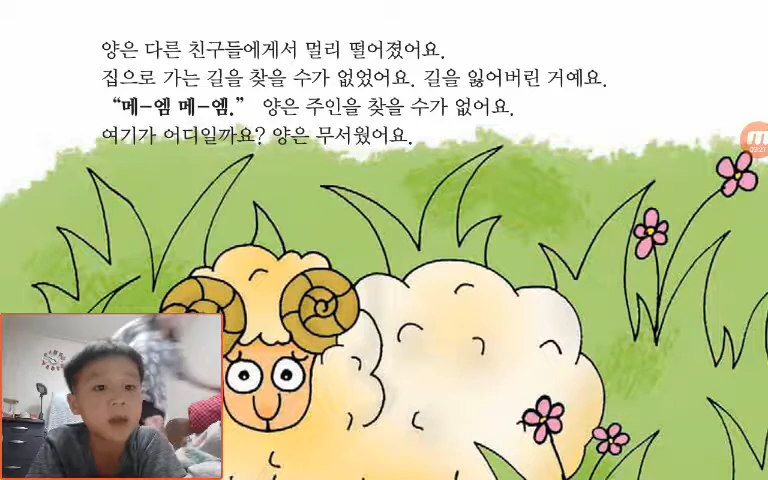 양은 다른 친구들에게서 멀리 떨어졌어요.
집으로 가는 길을 찾을 수가 없었어요. 길을 잃어버린 거예요.
“메-엠 메-엠.” 양은 주인을 찾을 수가 없어요.
여기가 어디일까요? 양은 무서웠어요.